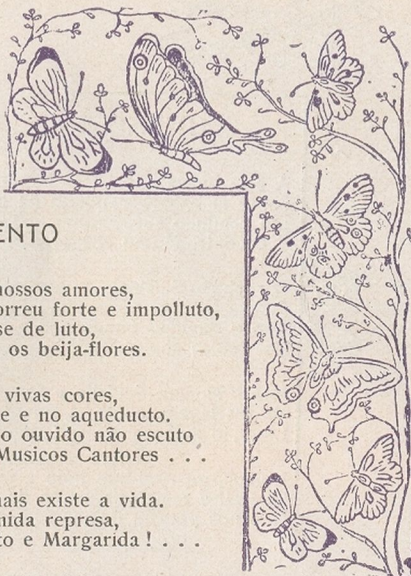 ENTO
nossos amores,
orreu forte e impolluto,
se de luto,
os beija-flores.
vivas cores,
e e no aqueducto.
o ouvido não escuto
Musicos Cantores . . .
nais existe a vida.
nida represa,
to e Margarida ! . . .